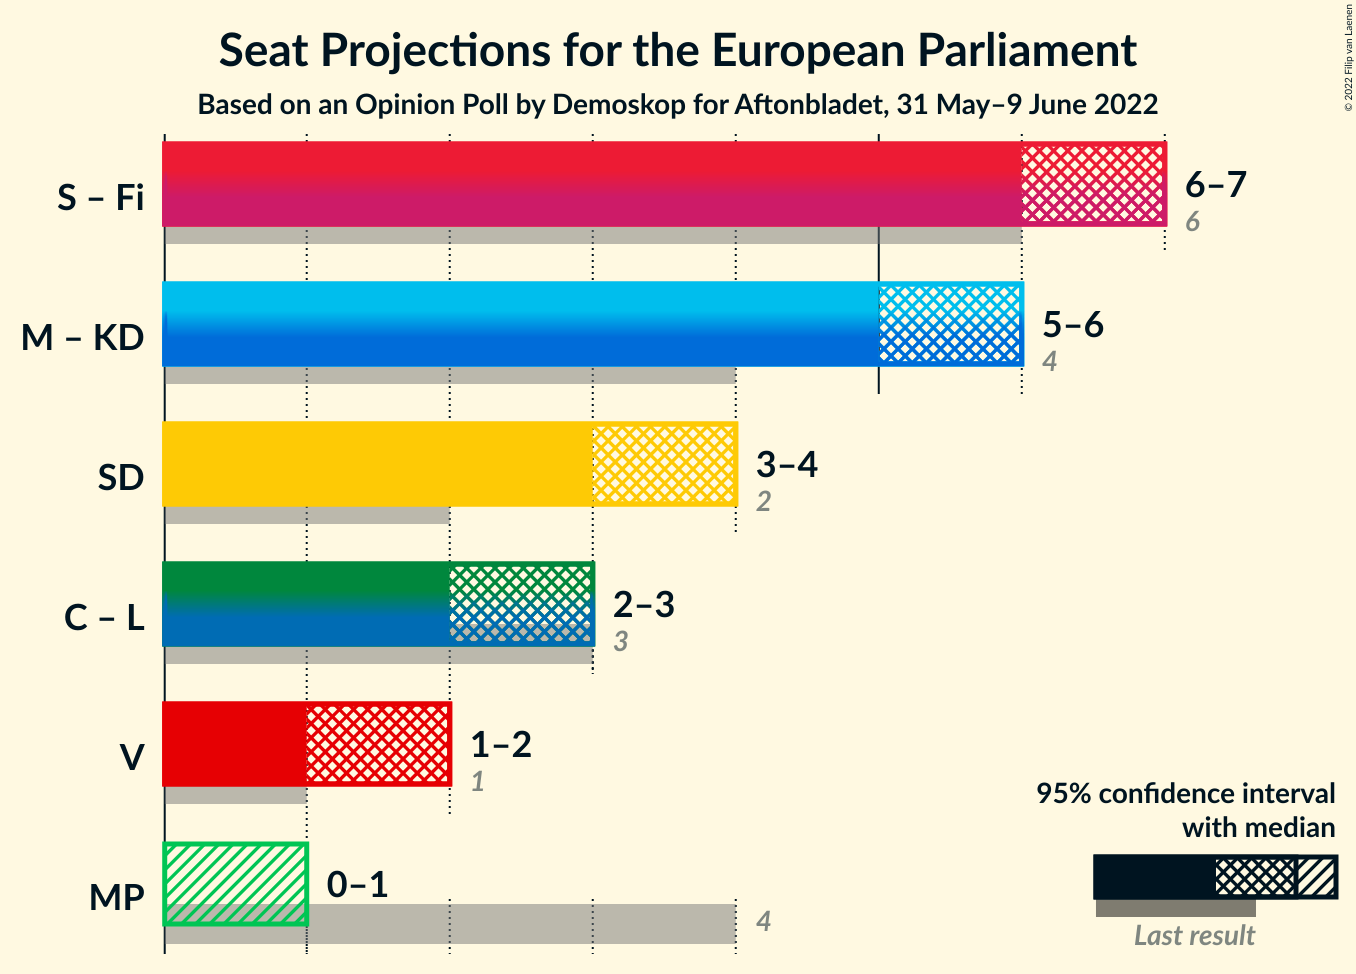 Seat Projections for the European Parliament
Based on an Opinion Poll by Demoskop for Aftonbladet, 31 May–9 June 2022
© 2022 Filip van Laenen
S – Fi
6–7
6
M – KD
5–6
4
SD
3–4
2
C – L
2–3
3
V
1–2
1
MP
0–1
4
95% confidence interval
with median
Last result